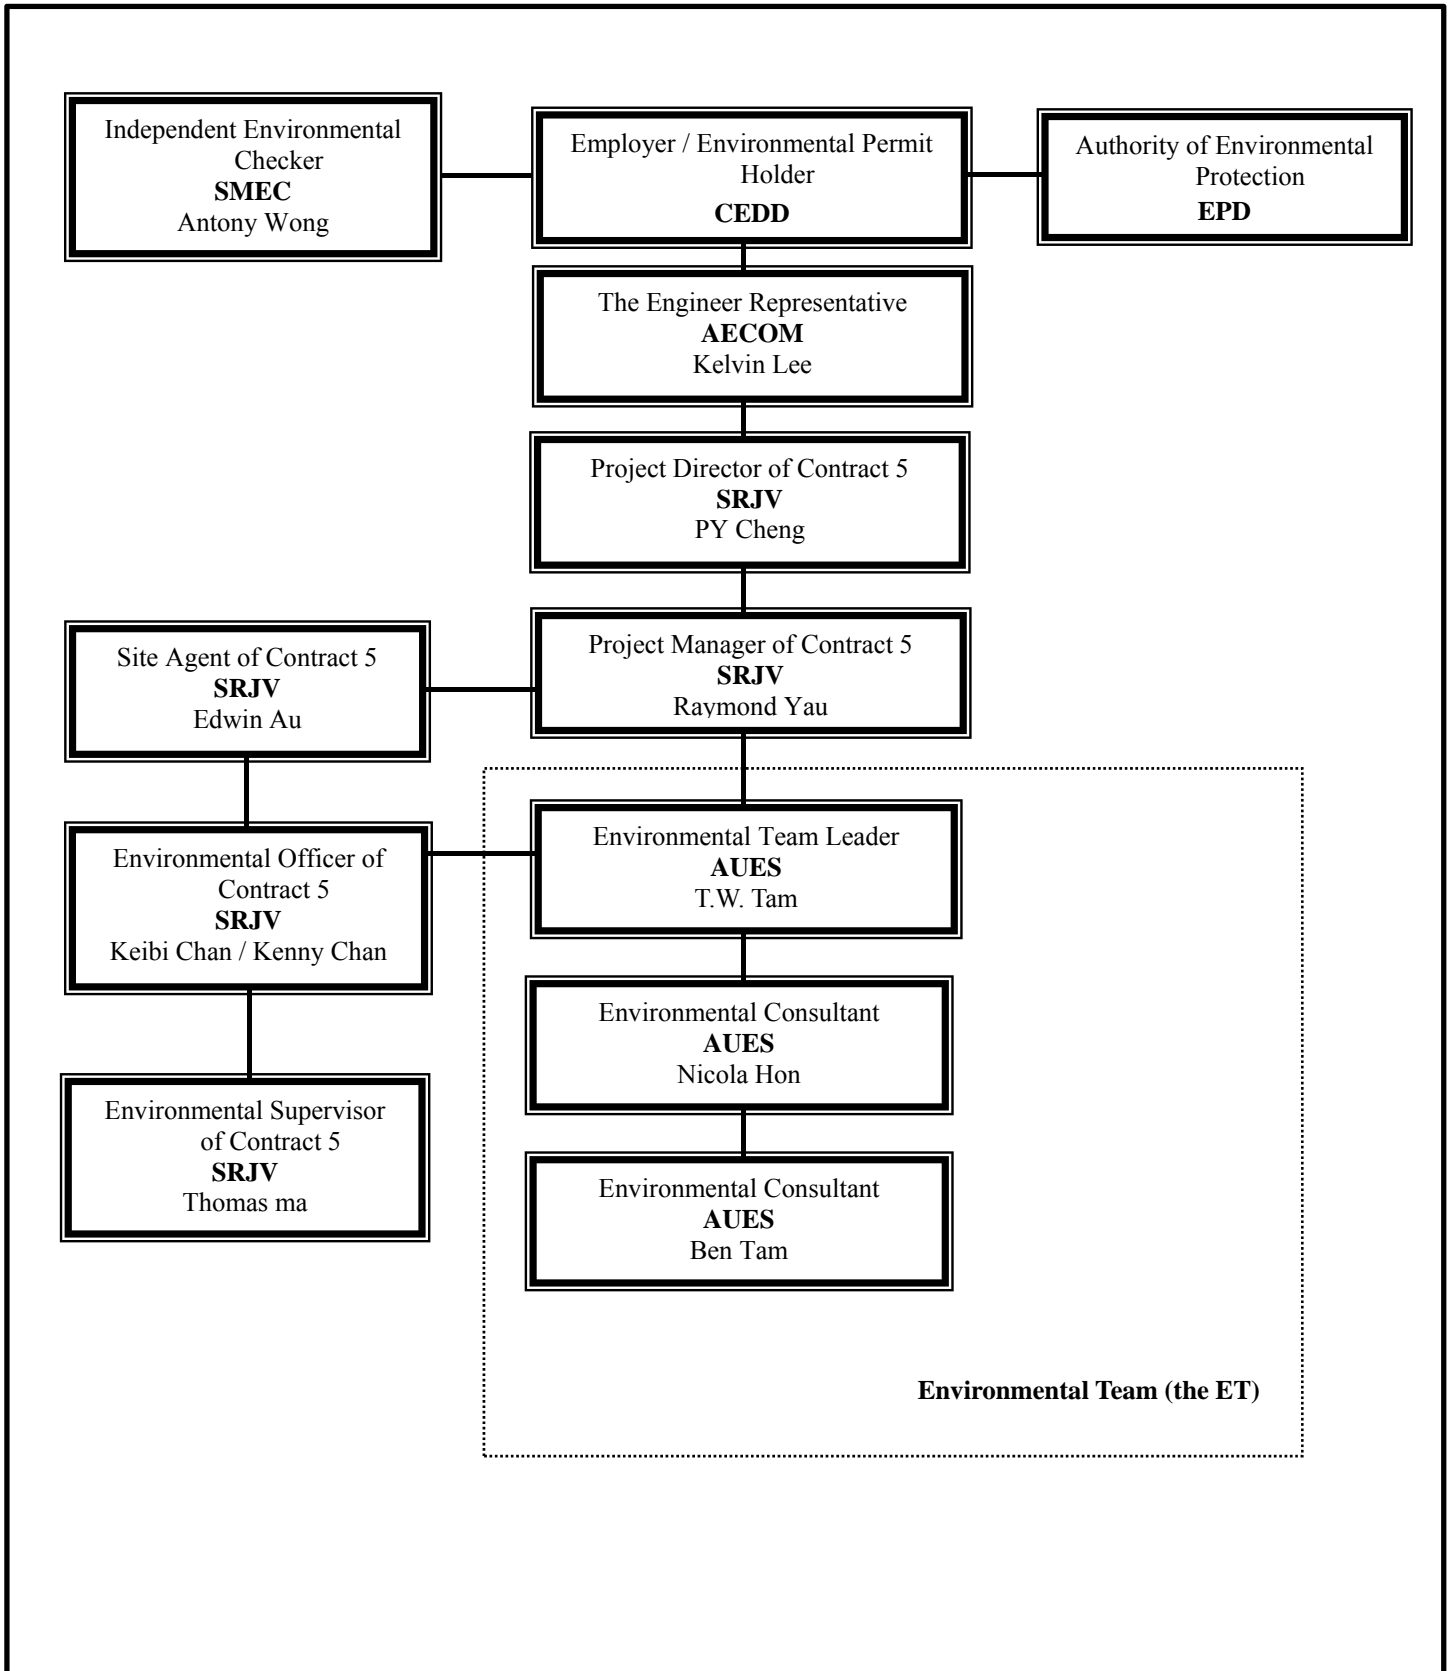 Independent Environmental
Checker
SMEC
Antony Wong
Employer / Environmental Permit
Holder
CEDD
Authority of Environmental
Protection
EPD
The Engineer Representative
AECOM
Kelvin Lee
Project Director of Contract 5
SRJV
PY Cheng
Site Agent of Contract 5
SRJV
Edwin Au
Project Manager of Contract 5
SRJV
Raymond Yau
Environmental Officer of
Contract 5
SRJV
Keibi Chan / Kenny Chan
Environmental Team Leader
AUES
T.W. Tam
Environmental Consultant
AUES
Nicola Hon
Environmental Supervisor
of Contract 5
SRJV
Thomas ma
Environmental Consultant
AUES
Ben Tam
Environmental Team (the ET)